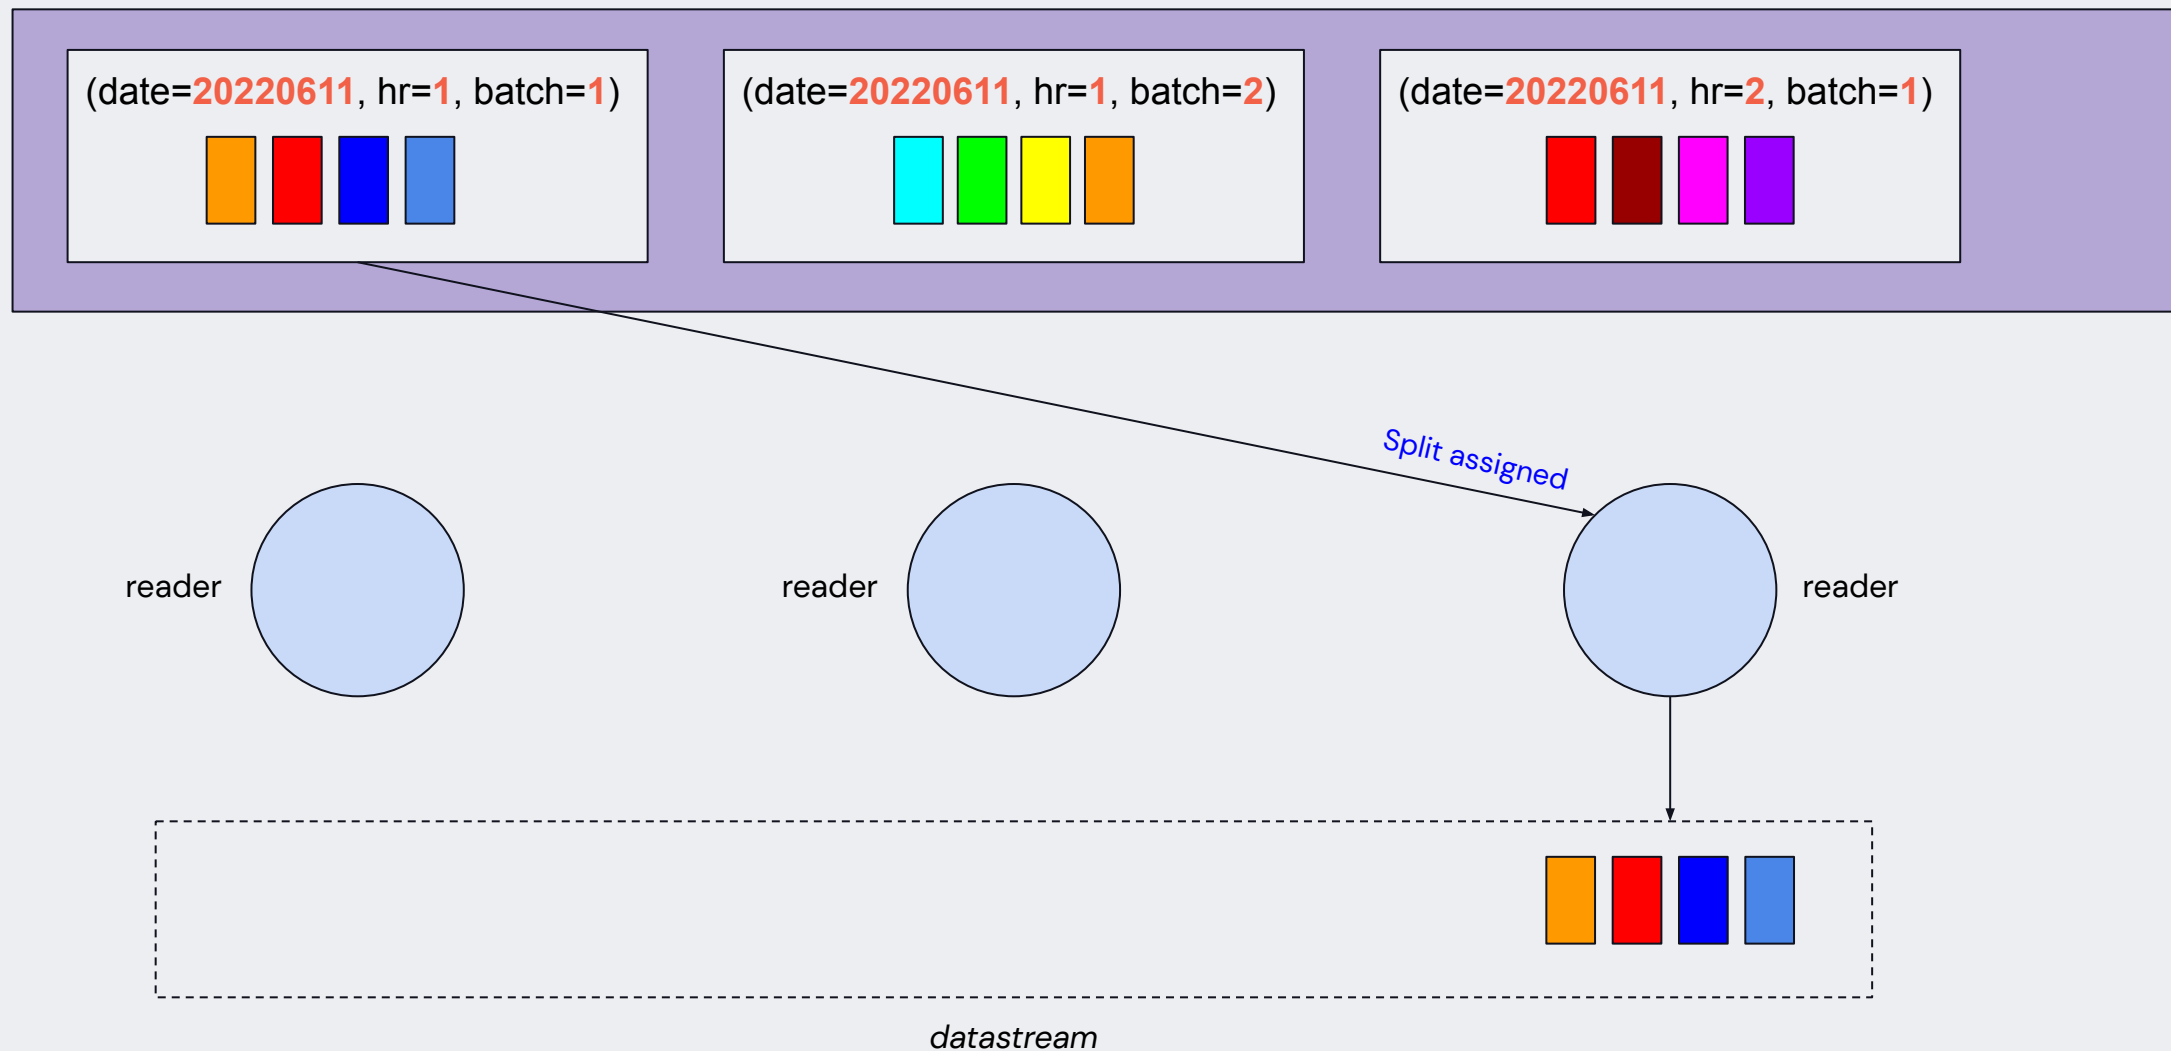 (date=20220611, hr=1, batch=1)
(date=20220611, hr=1, batch=2)
(date=20220611, hr=2, batch=1)
Split assigned
reader
reader
reader
datastream